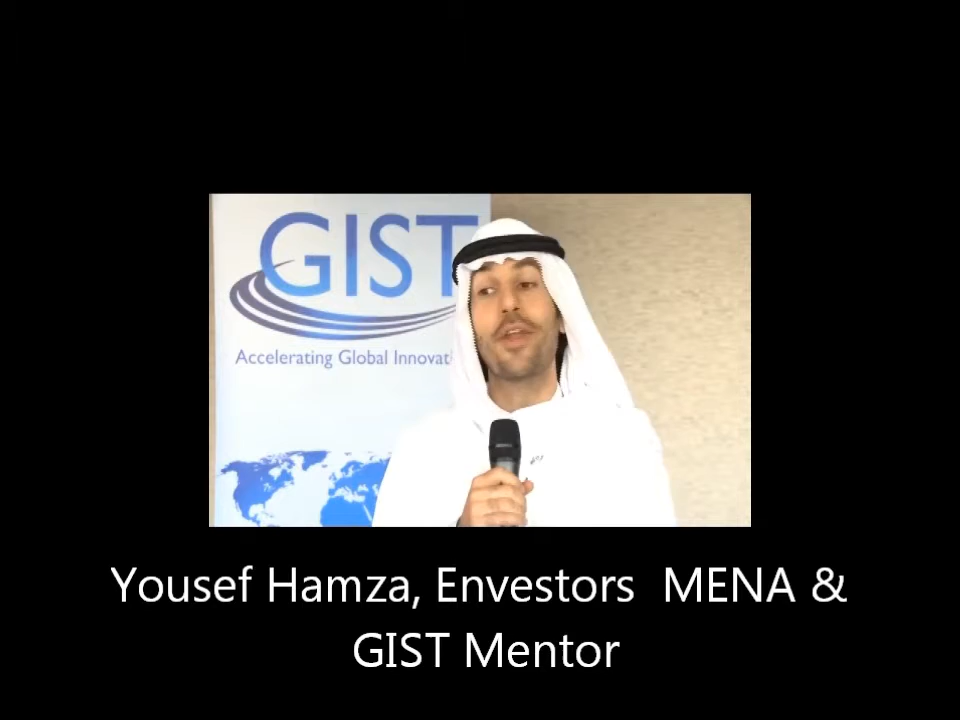 GIST
Accelerating Global Innovat
Yousef Hamza, Envestors  MENA &
GIST Mentor